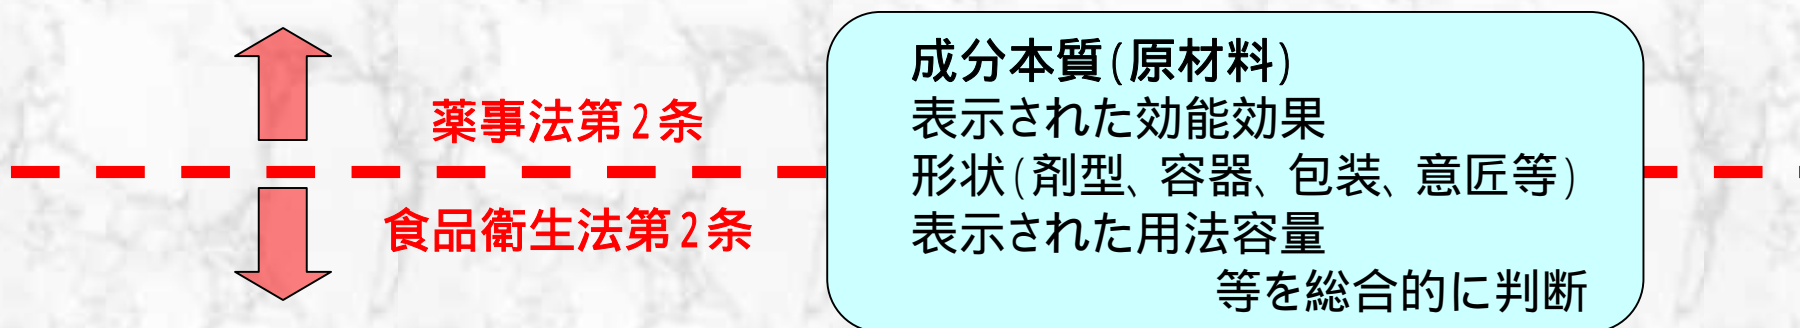 薬事法第2条
食品衛生法第2条
成分本質(原材料)
表示された効能効果
形状(剤型、容器、包装、意匠等)
表示された用法容量
等を総合的に判断